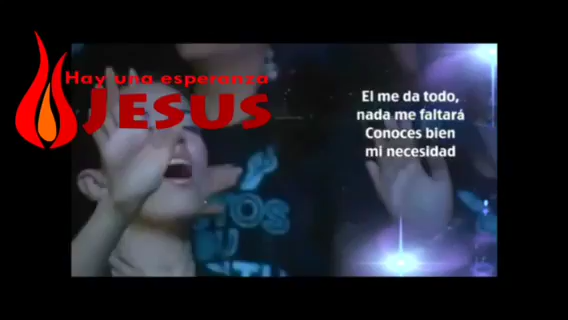 Hay una esperanza
JESUS
El me da todo,
nada me faltará
Conoces bien
mi necesidad